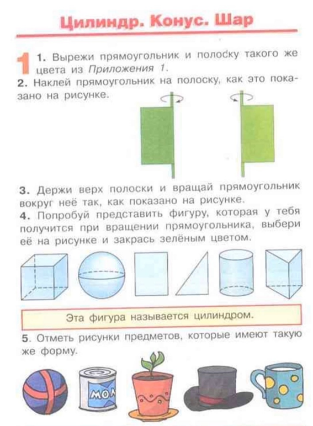 Цилиндр. Конус. Шар
1 1. Вырежи прямоугольник и полоску такого же
цвета из Приложения 1.
2. Наклей прямоугольник на полоску, как это пока-
зано на рисунке.
3. Держи верх полоски и вращай прямоугольник
вокруг неё так, как показано на рисунке.
4. Попробуй представить фигуру, которая у тебя
получится при вращении прямоугольника, выбери
её на рисунке и закрась зелёным цветом.
Эта фигура называется цилиндром.
5. Отметь рисунки предметов, которые имеют такую
же форму.
МОЛ